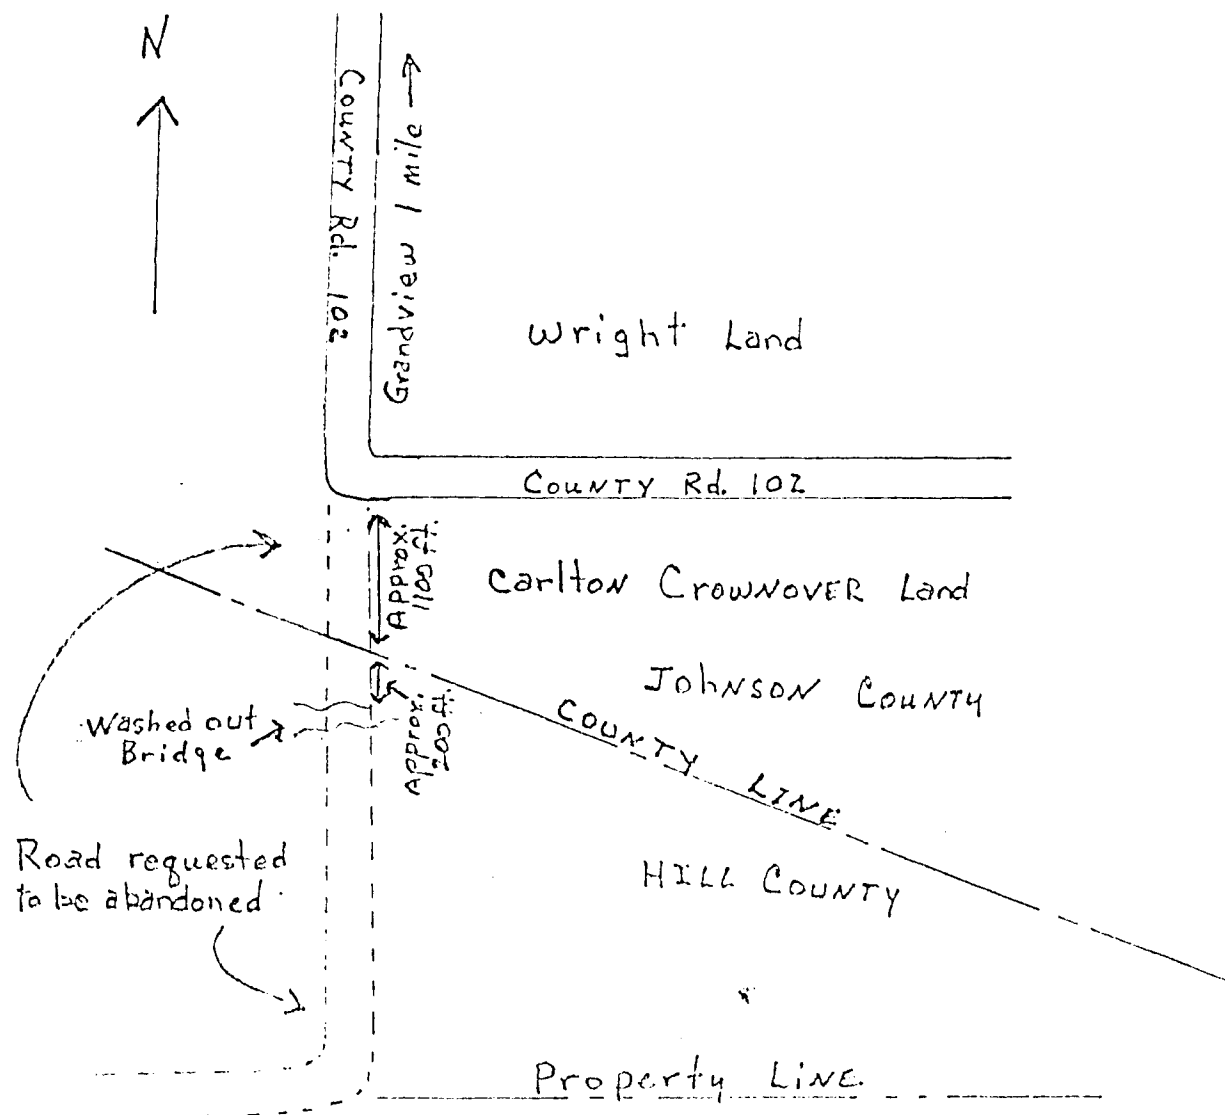 N
County Rd. 102
Grandview 1 mile
Wright Land
County Rd. 102
Approx.
1100 ft.
Carlton Crownover Land
Johnson County
Washed out
Bridge
Approx.
200 ft.
County Line
Road requested
to be abandoned
Hill County
Property Line